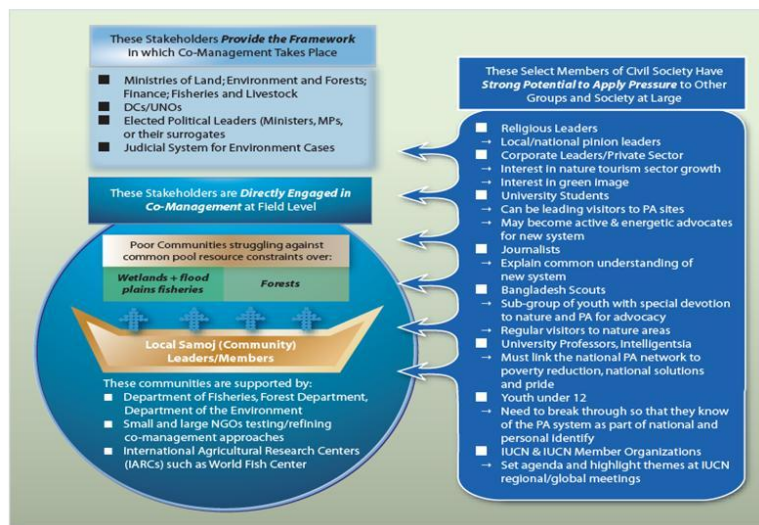 These Stakeholders Provide the Framework
in which Co-Management Takes Place
Ministries of Land; Environment and Forests;
Finance; Fisheries and Livestock
DCs/UNOs
Elected Political Leaders (Ministers, MPs,
or their surrogates
Judicial System for Environment Cases
These Stakeholders are Directly Engaged in
Co-Management at Field Level
Poor Communities struggling against
common pool resource constraints over:
Wetlands + flood
plains fisheries
Forests
Local Samoj (Community)
Leaders/Members
These communities are supported by:
Department of Fisheries, Forest Department,
Department of the Environment
Small and large NGOs testing/refining
co-management approaches
International Agricultural Research Centers
(IARCs) such as World Fish Center
These Select Members of Civil Society Have
Strong Potential to Apply Pressure to Other
Groups and Society at Large
Religious Leaders
→ Local/national pinion leaders
Corporate Leaders/Private Sector
→ Interest in nature tourism sector growth
→ Interest in green image
University Students
→ Can be leading visitors to PA sites
→ May become active & energetic advocates
for new system
Journalists
→ Explain common understanding of
new system
Bangladesh Scouts
→ Sub-group of youth with special devotion
to nature and PA for advocacy
→ Regular visitors to nature areas
University Professors, Intelligentsia
→ Must link the national PA network to
poverty reduction, national solutions
and pride
Youth under 12
→ Need to break through so that they know
of the PA system as part of national and
personal identify
IUCN & IUCN Member Organizations
→ Set agenda and highlight themes at IUCN
regional/global meetings